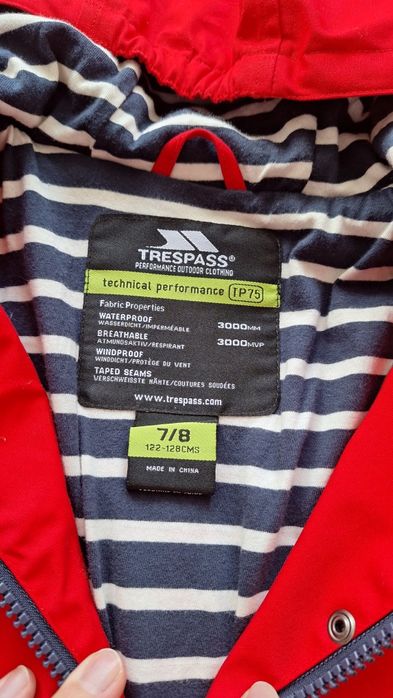 TRESPASS®
PERFORMANCE OUTDOOR CLOTHING
technical performance TP75
Fabric Properties
WATERPROOF 3000MM
WASSERDICHT/IMPERMÉABLE
BREATHABLE 3000MVP
ATMUNGSAKTIV/RESPIRANT
WINDPROOF
WINDDICHT/PROTÈGE DU VENT
TAPED SEAMS
VERSCHWEISSTE NÄHTE/COUTURES SOUDÉES
www.trespass.com
7/8
122-128CMS
MADE IN CHINA